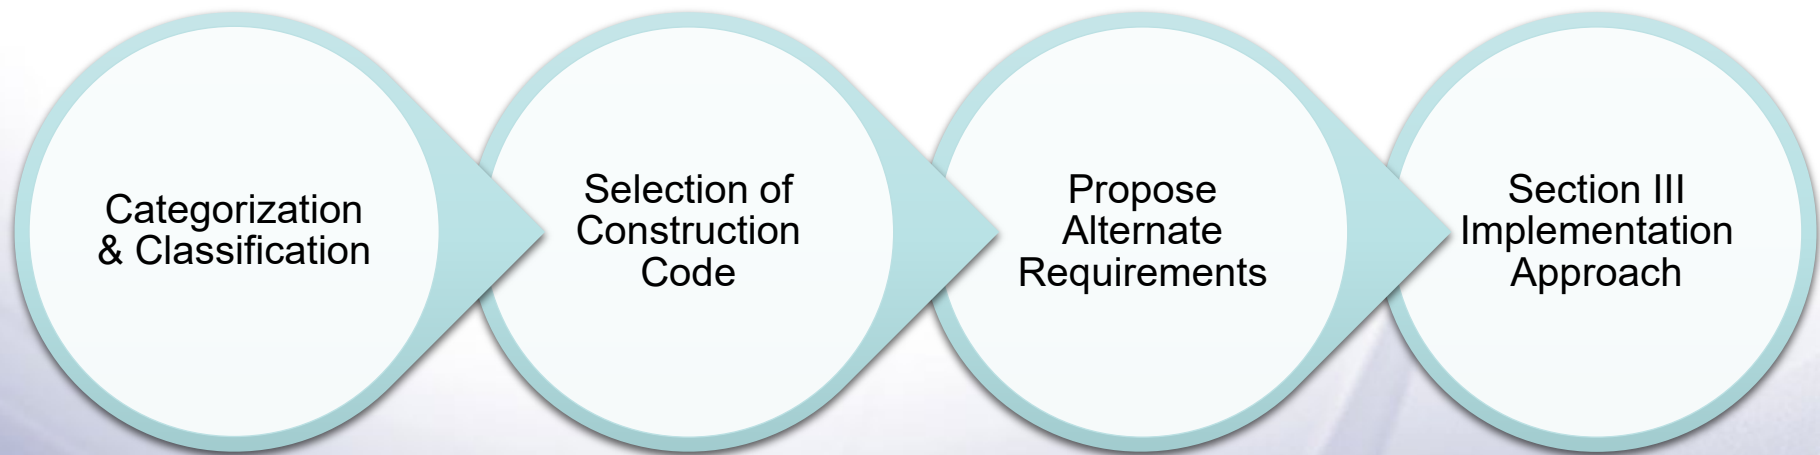 Categorization
& Classification
Selection of
Construction
Code
Propose
Alternate
Requirements
Section III
Implementation
Approach